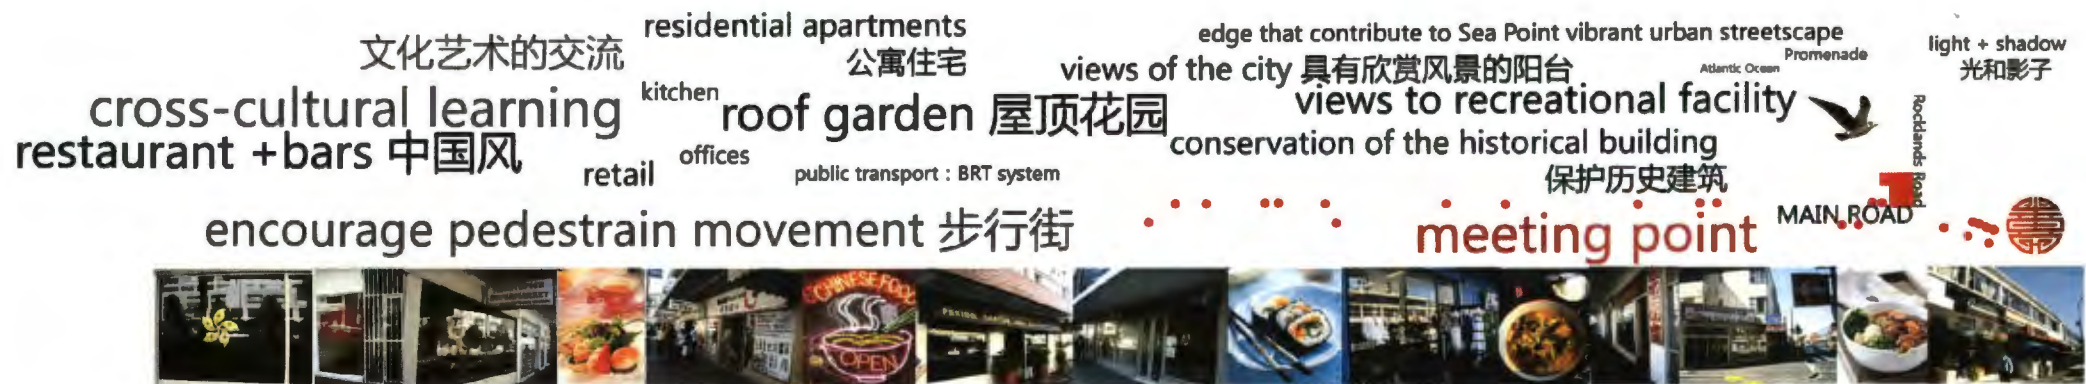 residential apartments
文化艺术的交流
公寓住宅
edge that contribute to Sea Point vibrant urban streetscape
Promenade
light + shadow
光和影子
views of the city 具有欣赏风景的阳台
Atlantic Ocean
cross-cultural learning
kitchen
roof garden 屋顶花园
views to recreational facility
Rocklands Road
restaurant +bars 中国风
offices
conservation of the historical building
retail
public transport : BRT system
保护历史建筑
encourage pedestrain movement 步行街
meeting point
MAIN ROAD
CHINESE FOOD
OPEN